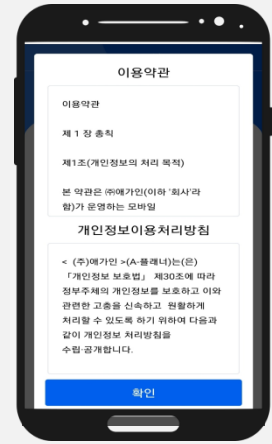 이용약관
이용약관
제 1 장 총칙
제1조(개인정보의 처리 목적)
본 약관은 ㈜애가인(이하 '회사'라
함)가 운영하는 모바일
개인정보이용처리방침
< (주)애가인 >(A-플래너)는(은)
「개인정보 보호법」 제30조에 따라
정부주체의 개인정보를 보호하고 이와
관련한 고충을 신속하고 원활하게
처리할 수 있도록 하기 위하여 다음과
같이 개인정보 처리방침을
수립·공개합니다.
확인